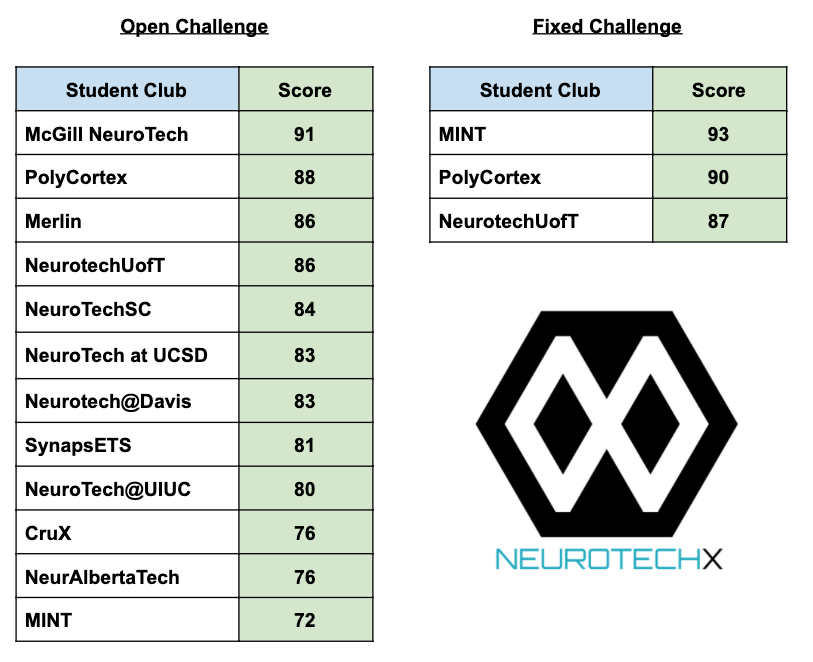 Open Challenge
Student Club Score
McGill NeuroTech 91
PolyCortex 88
Merlin 86
NeurotechUofT 86
NeuroTechSC 84
NeuroTech at UCSD 83
Neurotech@Davis 83
SynapsETS 81
NeuroTech@UIUC 80
CruX 76
NeurAlbertaTech 76
MINT 72
Fixed Challenge
Student Club Score
MINT 93
PolyCortex 90
NeurotechUofT 87
NEUROTECHX